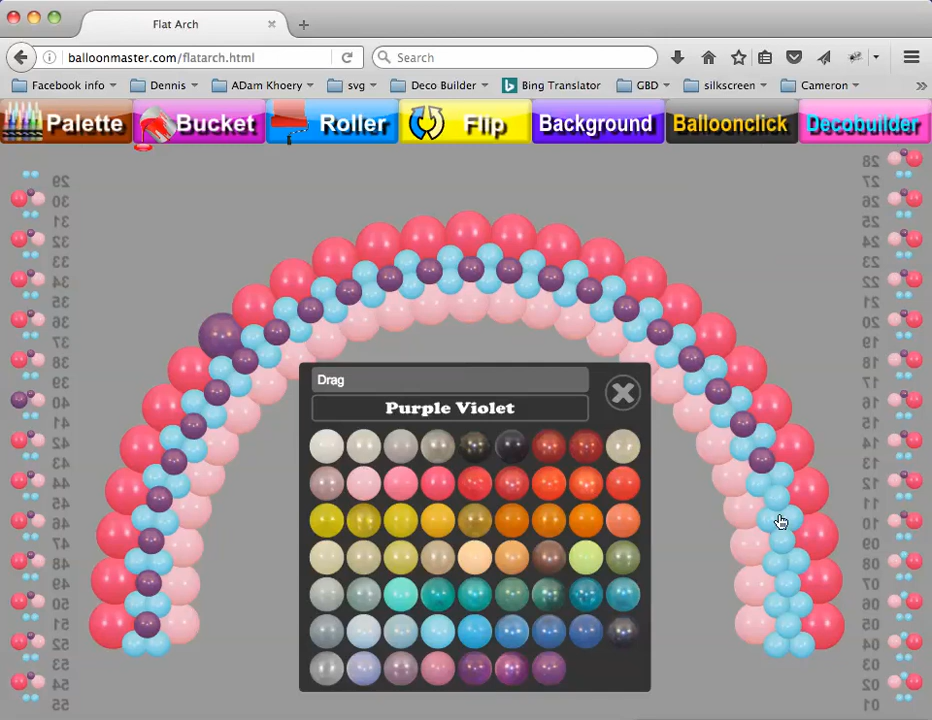 Flat Arch
balloonmaster.com/flatarch.html
Search
Facebook info
Dennis
ADam Khoery
svg
Deco Builder
Bing Translator
GBD
silkscreen
Cameron
Palette
Bucket
Roller
Flip
Background
Balloonclick
Decobuilder
29
30
31
32
33
34
35
36
37
38
39
40
41
42
43
44
45
46
47
48
49
50
51
52
53
54
55
Drag
Purple Violet
28
27
26
25
24
23
22
21
20
19
18
17
16
15
14
13
12
11
10
09
08
07
06
05
04
03
02
01